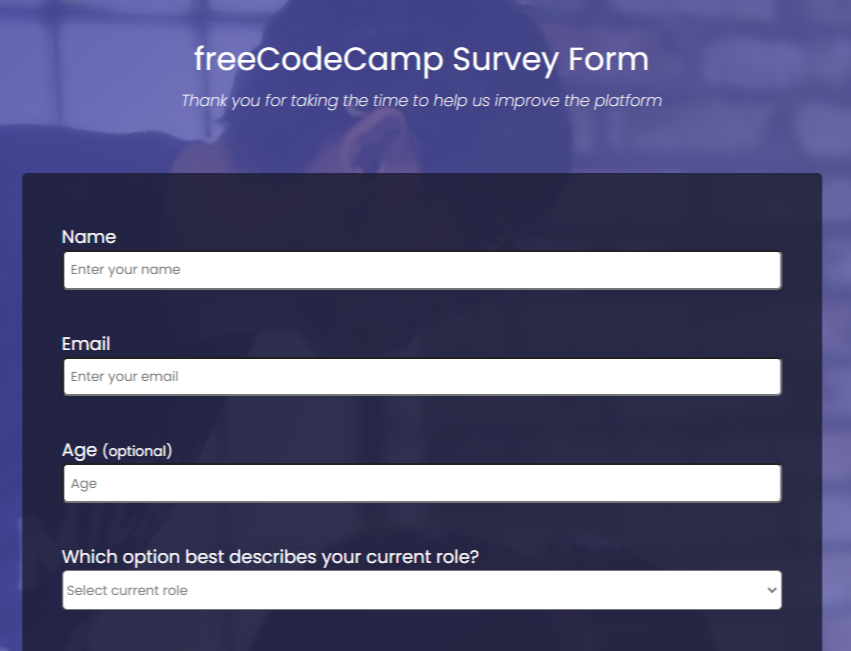 freeCodeCamp Survey Form
Thank you for taking the time to help us improve the platform
Name
Enter your name
Email
Enter your email
Age (optional)
Age
Which option best describes your current role?
Select current role